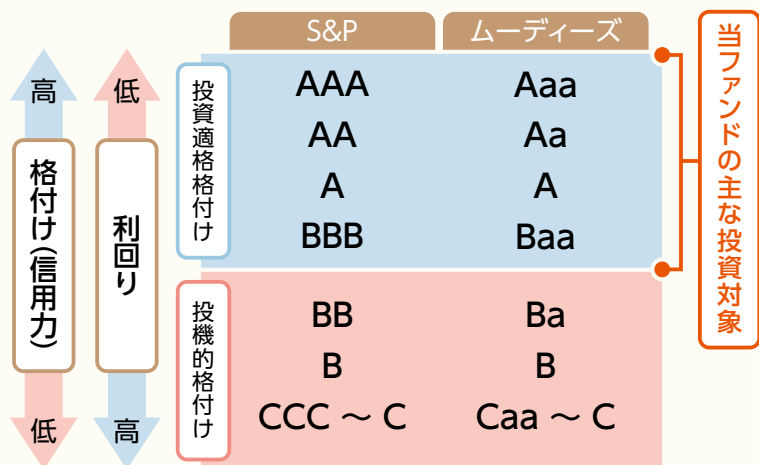 S&P ムーディーズ
高
低
格付け(信用力)
利回り
低
高
投資適格格付け
AAA Aaa
AA Aa
A A
BBB Baa
投機的格付け
BB Ba
B B
CCC ～ C Caa ～ C
当ファンドの主な投資対象